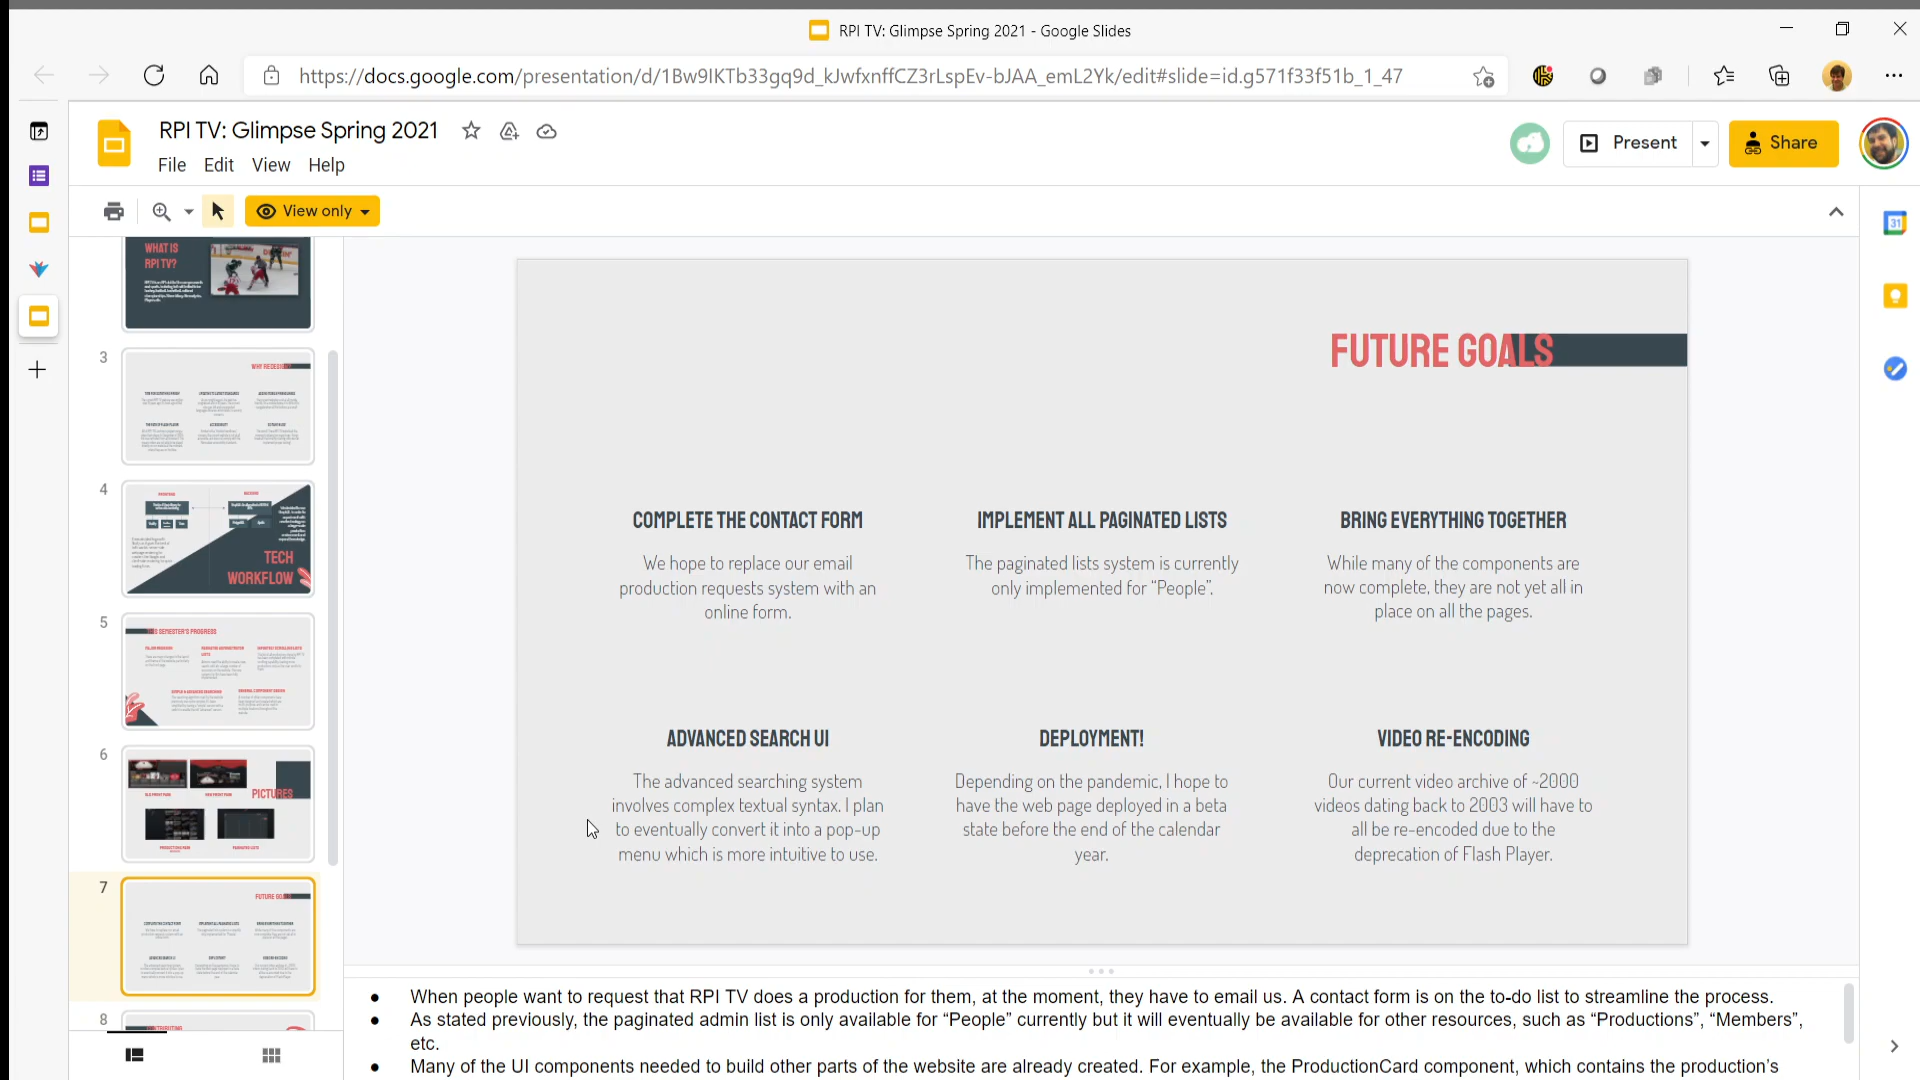 RPI TV: Glimpse Spring 2021 - Google Slides
https://docs.google.com/presentation/d/1Bw9IKTb33gq9d_kJwfxnffCZ3rLspEv-bJAA_emL2Yk/edit#slide=id.g571f33f51b_1_47
RPI TV: Glimpse Spring 2021
File Edit View Help
Present
Share
View only
31
WHAT IS
RPI TV?
3
WHY REDESIGN
4
TECH
WORKFLOW
5
SEMESTER'S PROGRESS
6
PICTURES
7
FUTURE GOALS
8
FUTURE GOALS
COMPLETE THE CONTACT FORM
We hope to replace our email
production requests system with an
online form.
IMPLEMENT ALL PAGINATED LISTS
The paginated lists system is currently
only implemented for “People”.
BRING EVERYTHING TOGETHER
While many of the components are
now complete, they are not yet all in
place on all the pages.
ADVANCED SEARCH UI
The advanced searching system
involves complex textual syntax. I plan
to eventually convert it into a pop-up
menu which is more intuitive to use.
DEPLOYMENT!
Depending on the pandemic, I hope to
have the web page deployed in a beta
state before the end of the calendar
year.
VIDEO RE-ENCODING
Our current video archive of ~2000
videos dating back to 2003 will have to
all be re-encoded due to the
deprecation of Flash Player.
● When people want to request that RPI TV does a production for them, at the moment, they have to email us. A contact form is on the to-do list to streamline the process.
● As stated previously, the paginated admin list is only available for “People” currently but it will eventually be available for other resources, such as “Productions”, “Members”,
etc.
● Many of the UI components needed to build other parts of the website are already created. For example, the ProductionCard component, which contains the production’s